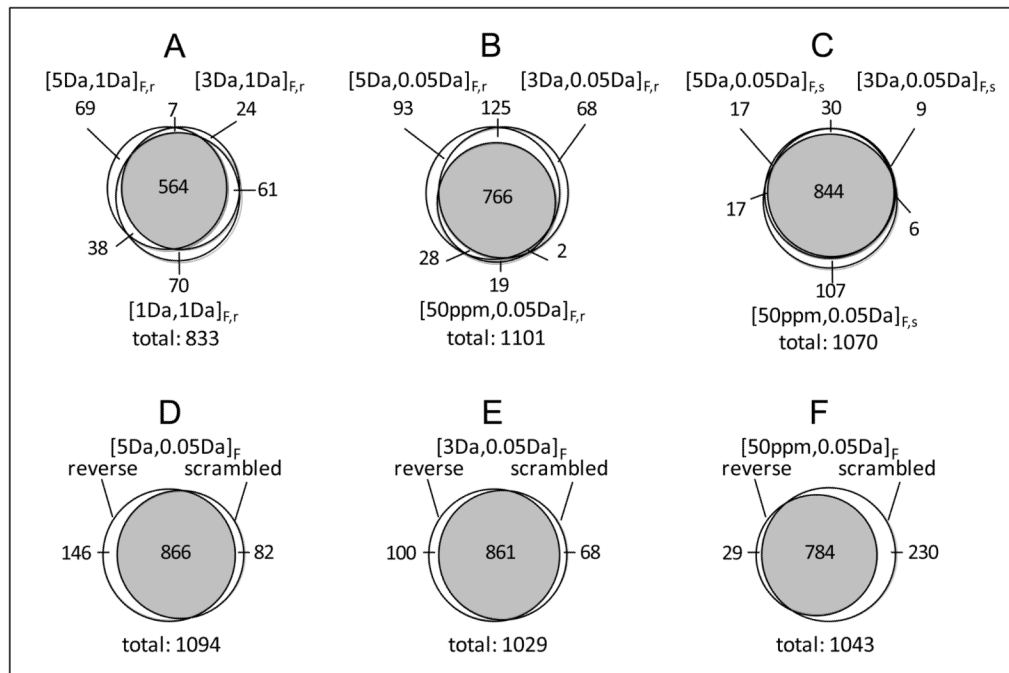 A B C
[5Da,1Da]F,r [3Da,1Da]F,r [5Da,0.05Da]F,r [3Da,0.05Da]F,r [5Da,0.05Da]F,s [3Da,0.05Da]F,s
69 7 24 93 125 68 17 30 9
564 61 766 844
38 28 2 17 6
70 19 107
[1Da,1Da]F,r [50ppm,0.05Da]F,r [50ppm,0.05Da]F,s
total: 833 total: 1101 total: 1070
D E F
[5Da,0.05Da]F [3Da,0.05Da]F [50ppm,0.05Da]F
reverse scrambled reverse scrambled reverse scrambled
146 866 82 100 861 68 29 784 230
total: 1094 total: 1029 total: 1043